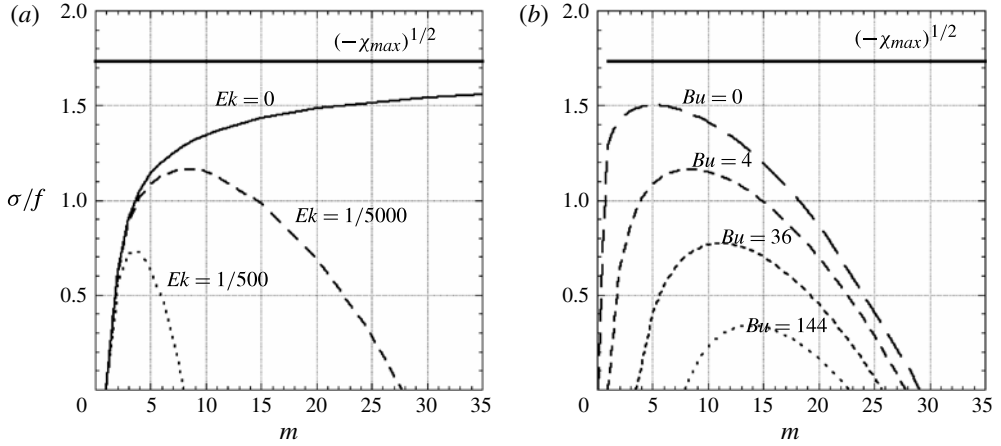 (a)
2.0
(−χmax)^1/2
Ek = 0
1.5
1.0
σ/f
Ek = 1/5000
Ek = 1/500
0.5
0 5 10 15 20 25 30 35
m
(b)
2.0
(−χmax)^1/2
Bu = 0
1.5
Bu = 4
1.0
Bu = 36
0.5
Bu = 144
0 5 10 15 20 25 30 35
m